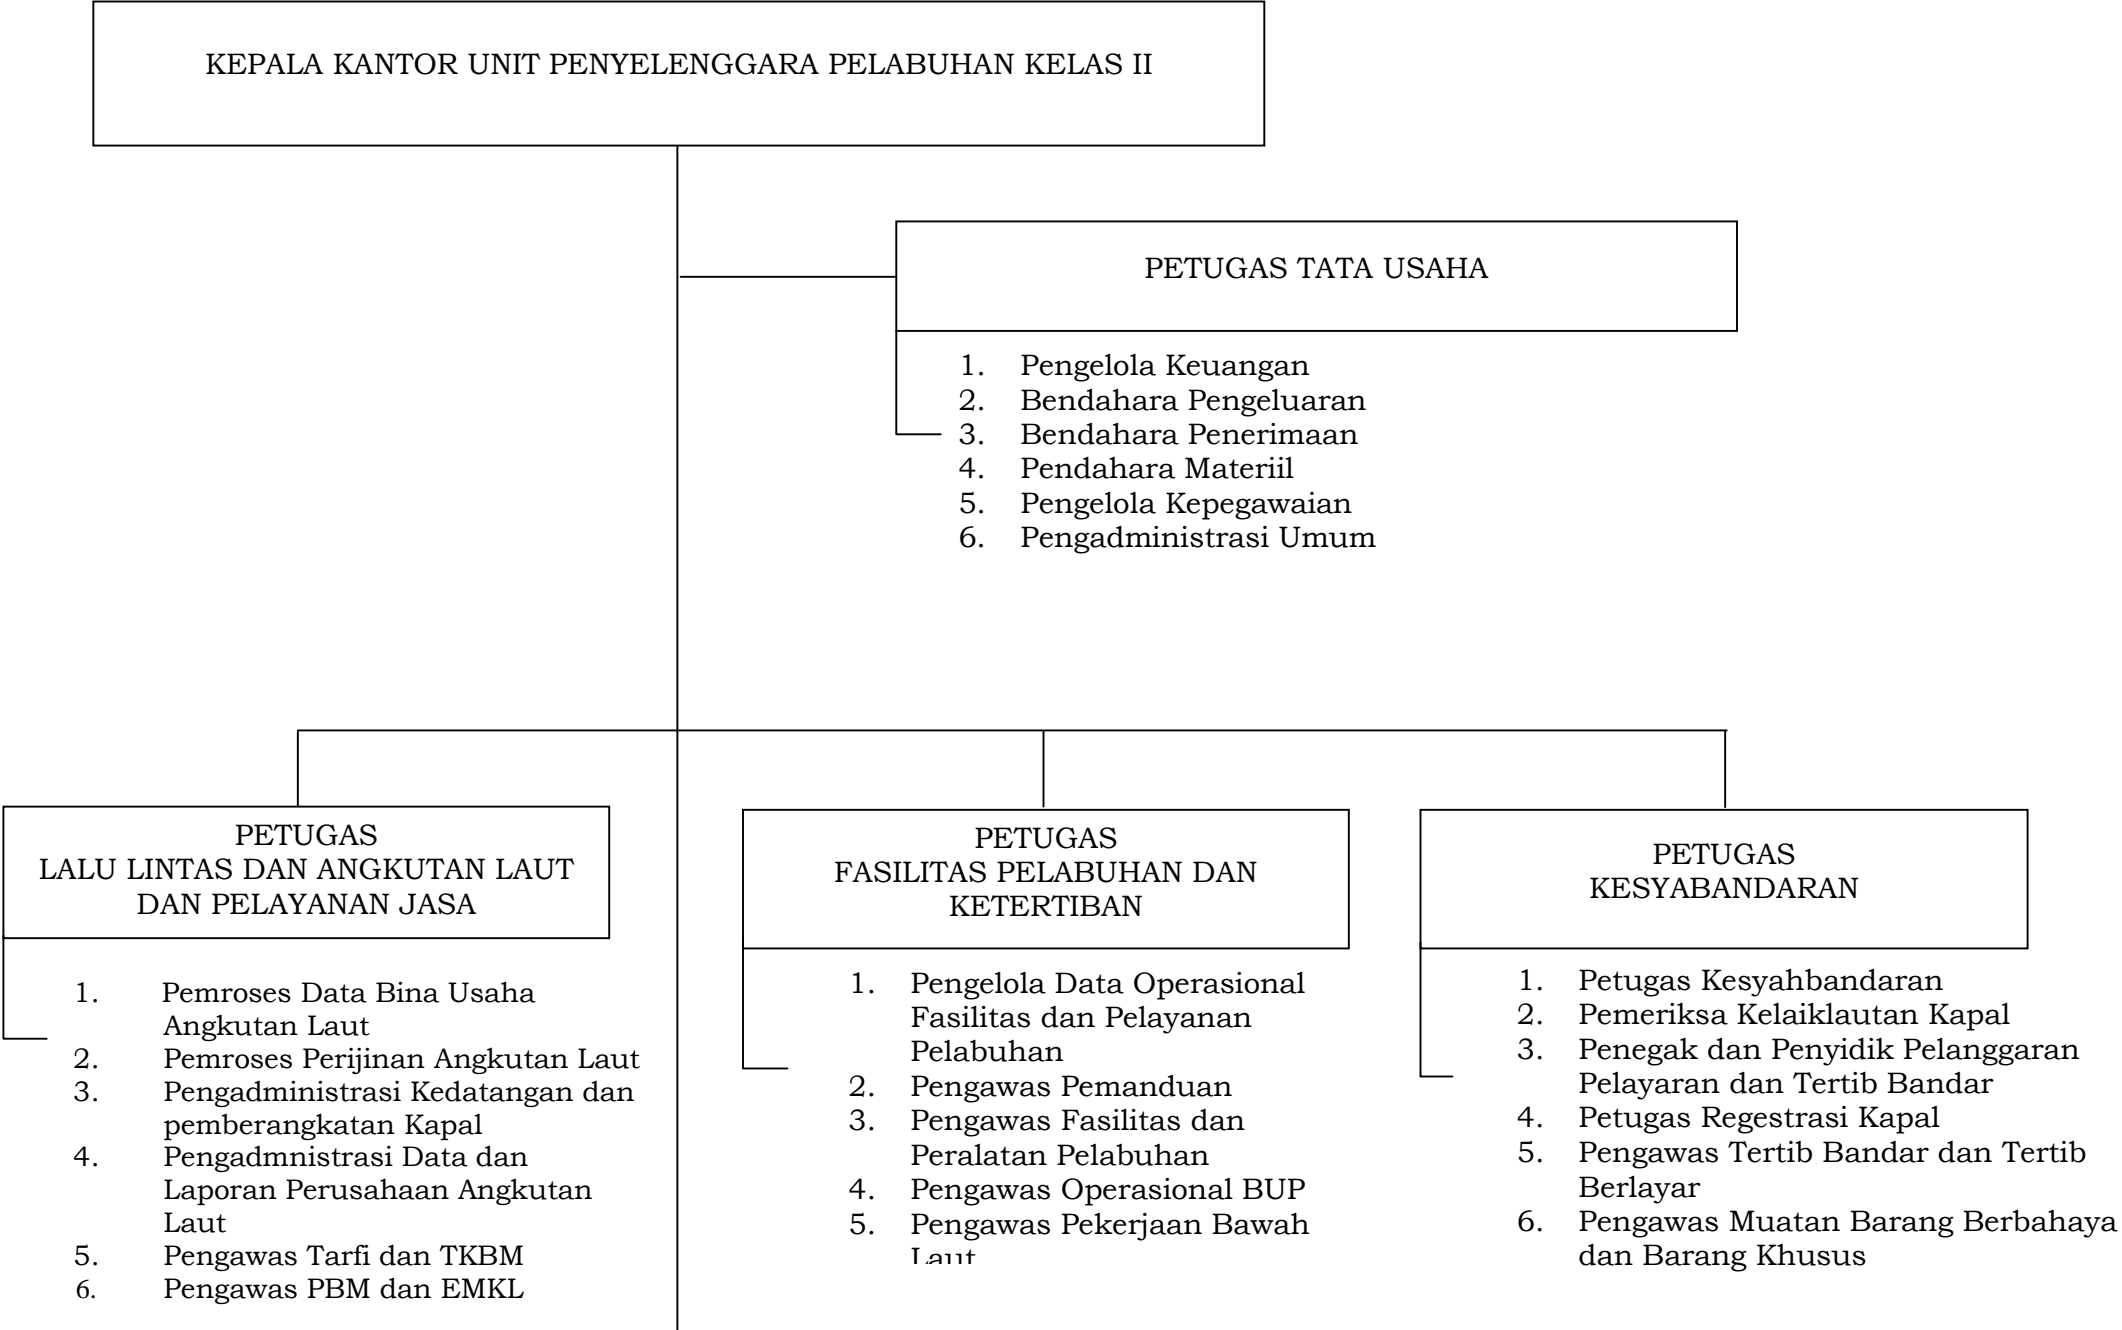 KEPALA KANTOR UNIT PENYELENGGARA PELABUHAN KELAS II
PETUGAS TATA USAHA
1. Pengelola Keuangan
2. Bendahara Pengeluaran
3. Bendahara Penerimaan
4. Pendahara Materiil
5. Pengelola Kepegawaian
6. Pengadministrasi Umum
PETUGAS
LALU LINTAS DAN ANGKUTAN LAUT
DAN PELAYANAN JASA
1. Pemroses Data Bina Usaha
Angkutan Laut
2. Pemroses Perijinan Angkutan Laut
3. Pengadministrasi Kedatangan dan
pemberangkatan Kapal
4. Pengadmnistrasi Data dan
Laporan Perusahaan Angkutan
Laut
5. Pengawas Tarfi dan TKBM
6. Pengawas PBM dan EMKL
PETUGAS
FASILITAS PELABUHAN DAN
KETERTIBAN
1. Pengelola Data Operasional
Fasilitas dan Pelayanan
Pelabuhan
2. Pengawas Pemanduan
3. Pengawas Fasilitas dan
Peralatan Pelabuhan
4. Pengawas Operasional BUP
5. Pengawas Pekerjaan Bawah
Laut
PETUGAS
KESYABANDARAN
1. Petugas Kesyahbandaran
2. Pemeriksa Kelaiklautan Kapal
3. Penegak dan Penyidik Pelanggaran
Pelayaran dan Tertib Bandar
4. Petugas Regestrasi Kapal
5. Pengawas Tertib Bandar dan Tertib
Berlayar
6. Pengawas Muatan Barang Berbahaya
dan Barang Khusus